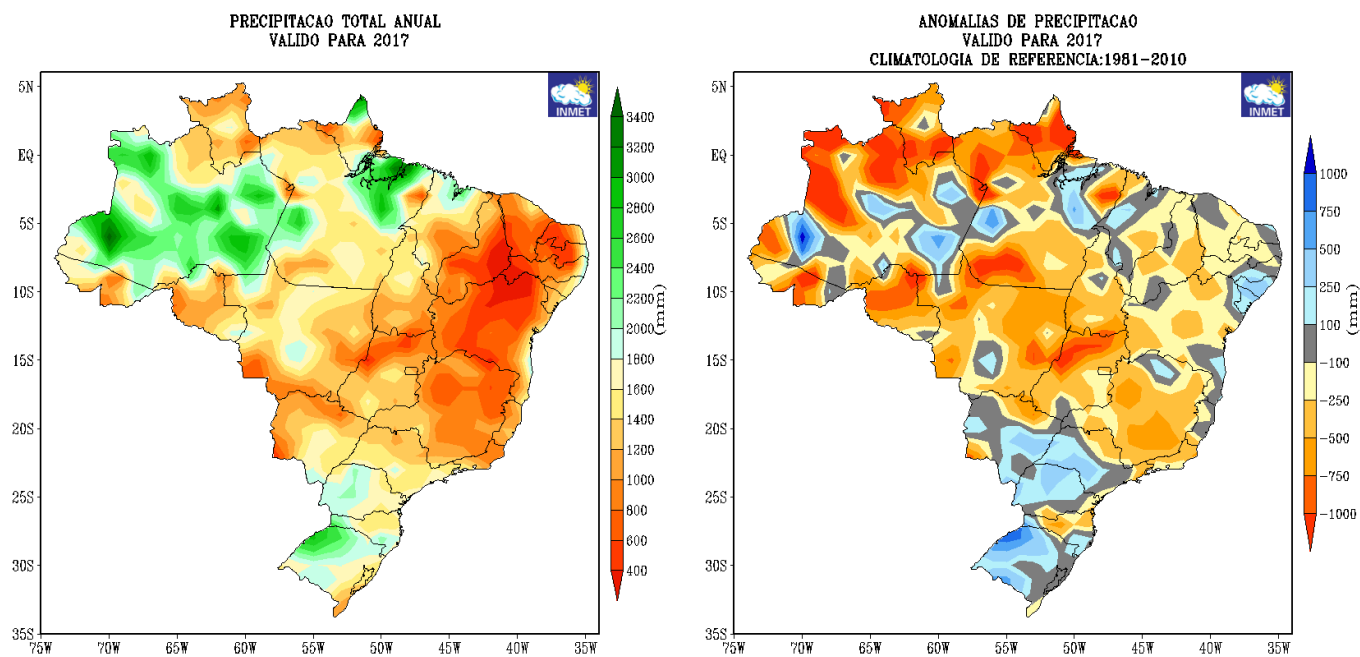 PRECIPITACAO TOTAL ANUAL
VALIDO PARA 2017
5N
EQ
5S
10S
15S
20S
25S
30S
35S
75W 70W 65W 60W 55W 50W 45W 40W 35W
INMET
3400
3200
3000
2800
2600
2400
2200
2000
1800
1600
1400
1200
1000
800
600
400
(mm)
ANOMALIAS DE PRECIPITACAO
VALIDO PARA 2017
CLIMATOLOGIA DE REFERENCIA:1981-2010
5N
EQ
5S
10S
15S
20S
25S
30S
35S
75W 70W 65W 60W 55W 50W 45W 40W 35W
INMET
1000
750
500
250
100
-100
-250
-500
-750
-1000
(mm)